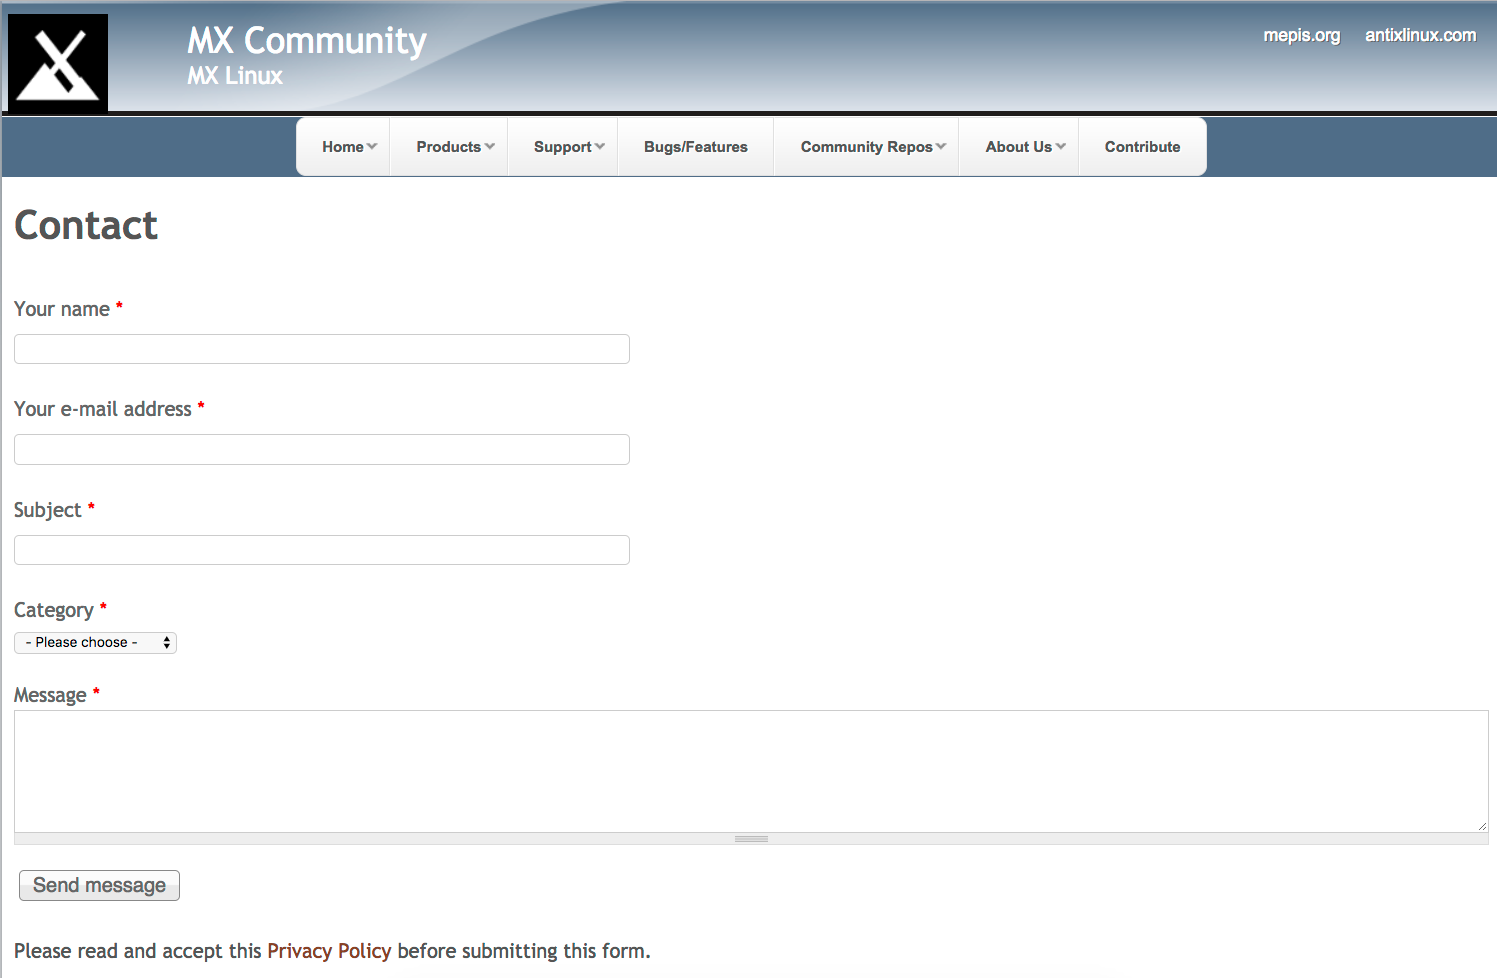 MX Community
MX Linux
mepis.org antixlinux.com
Home Products Support Bugs/Features Community Repos About Us Contribute
Contact
Your name *
Your e-mail address *
Subject *
Category *
- Please choose -
Message *
Send message
Please read and accept this Privacy Policy before submitting this form.